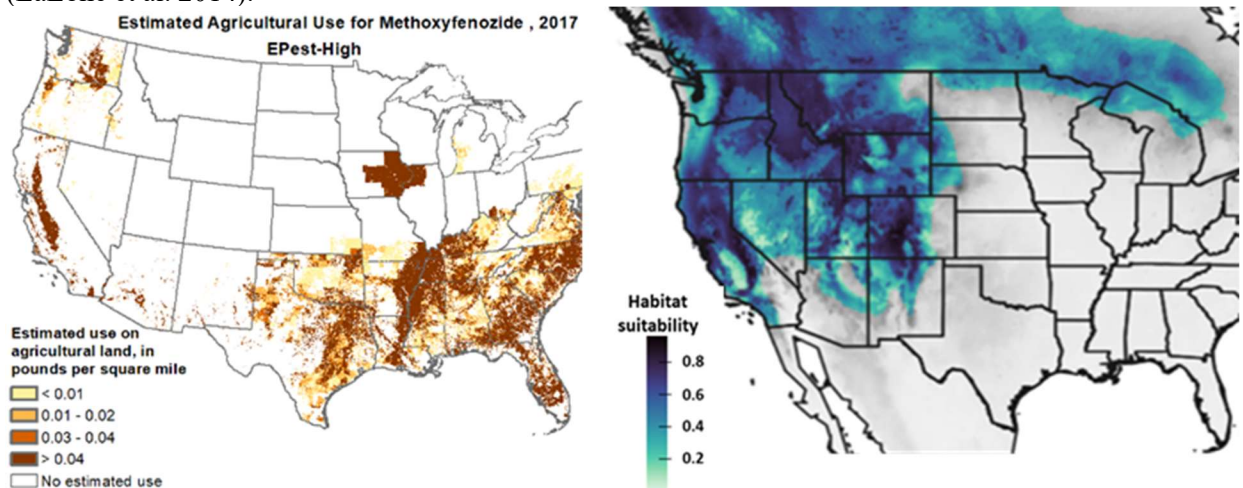 Estimated Agricultural Use for Methoxyfenozide , 2017
EPest-High
Estimated use on
agricultural land, in
pounds per square mile
< 0.01
0.01 - 0.02
0.03 - 0.04
> 0.04
No estimated use
Habitat
suitability
0.8
0.6
0.4
0.2